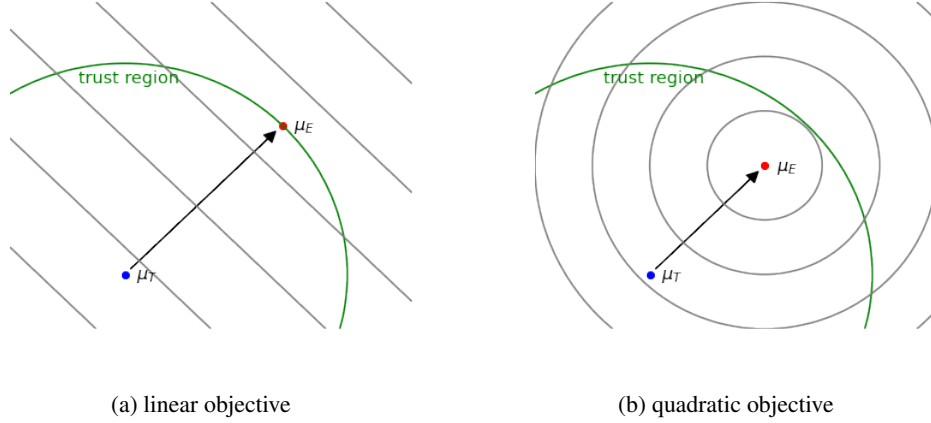 trust region
μ_E
μ_T
(a) linear objective
trust region
μ_E
μ_T
(b) quadratic objective